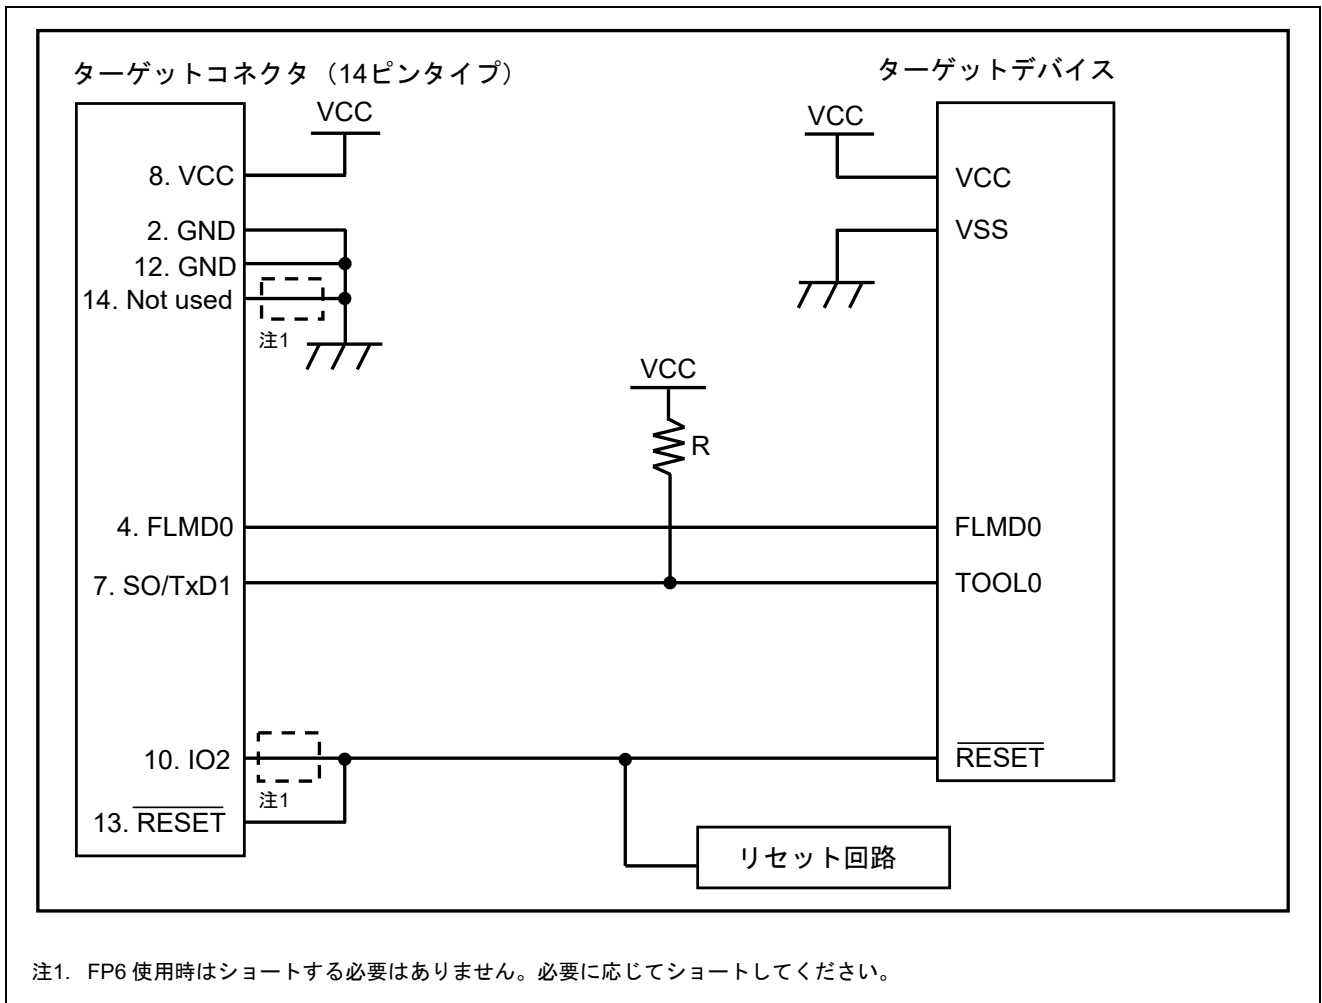 ターゲットコネクタ（14ピンタイプ）
ターゲットデバイス
VCC
VCC
8. VCC
VCC
2. GND
VSS
12. GND
14. Not used
注1
VCC
R
4. FLMD0
FLMD0
7. SO/TxD1
TOOL0
10. IO2
RESET
注1
13. RESET
リセット回路
注1. FP6 使用時はショートする必要はありません。必要に応じてショートしてください。